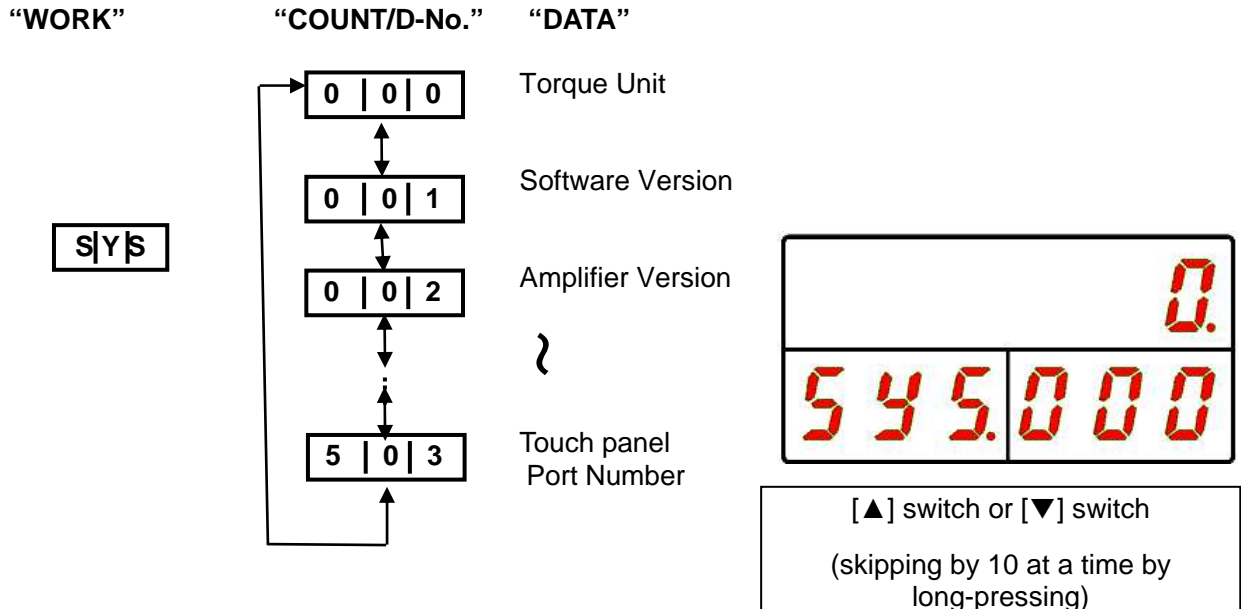 “WORK” “COUNT/D-No.” “DATA”
0 0 0 Torque Unit
0 0 1 Software Version
SYS
0 0 2 Amplifier Version
5 0 3 Touch panel
Port Number
0.
SYS.000
[▲] switch or [▼] switch
(skipping by 10 at a time by
long-pressing)